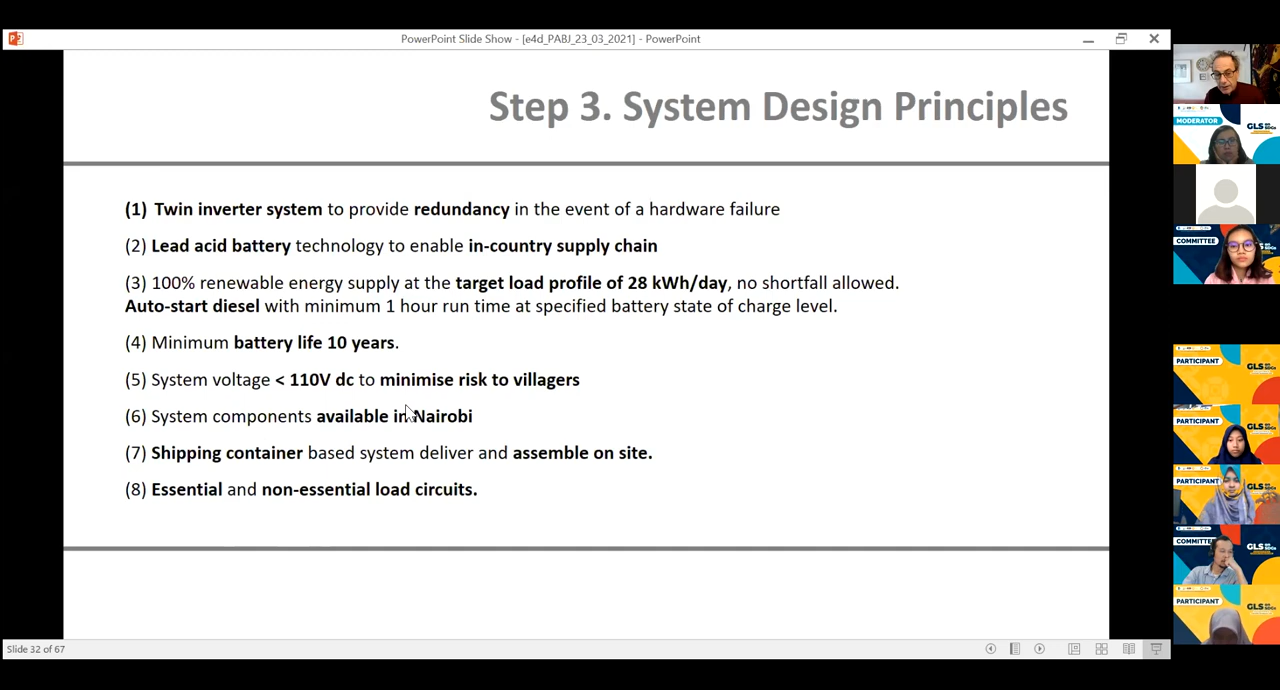 PowerPoint Slide Show - [e4d_PABJ_23_03_2021] - PowerPoint
Step 3. System Design Principles
(1) Twin inverter system to provide redundancy in the event of a hardware failure
(2) Lead acid battery technology to enable in-country supply chain
(3) 100% renewable energy supply at the target load profile of 28 kWh/day, no shortfall allowed.
Auto-start diesel with minimum 1 hour run time at specified battery state of charge level.
(4) Minimum battery life 10 years.
(5) System voltage < 110V dc to minimise risk to villagers
(6) System components available in Nairobi
(7) Shipping container based system deliver and assemble on site.
(8) Essential and non-essential load circuits.
Slide 32 of 67
MODERATOR
GLS
COMMITTEE
PARTICIPANT
PARTICIPANT
PARTICIPANT
COMMITTEE
GLS
PARTICIPANT
GLS